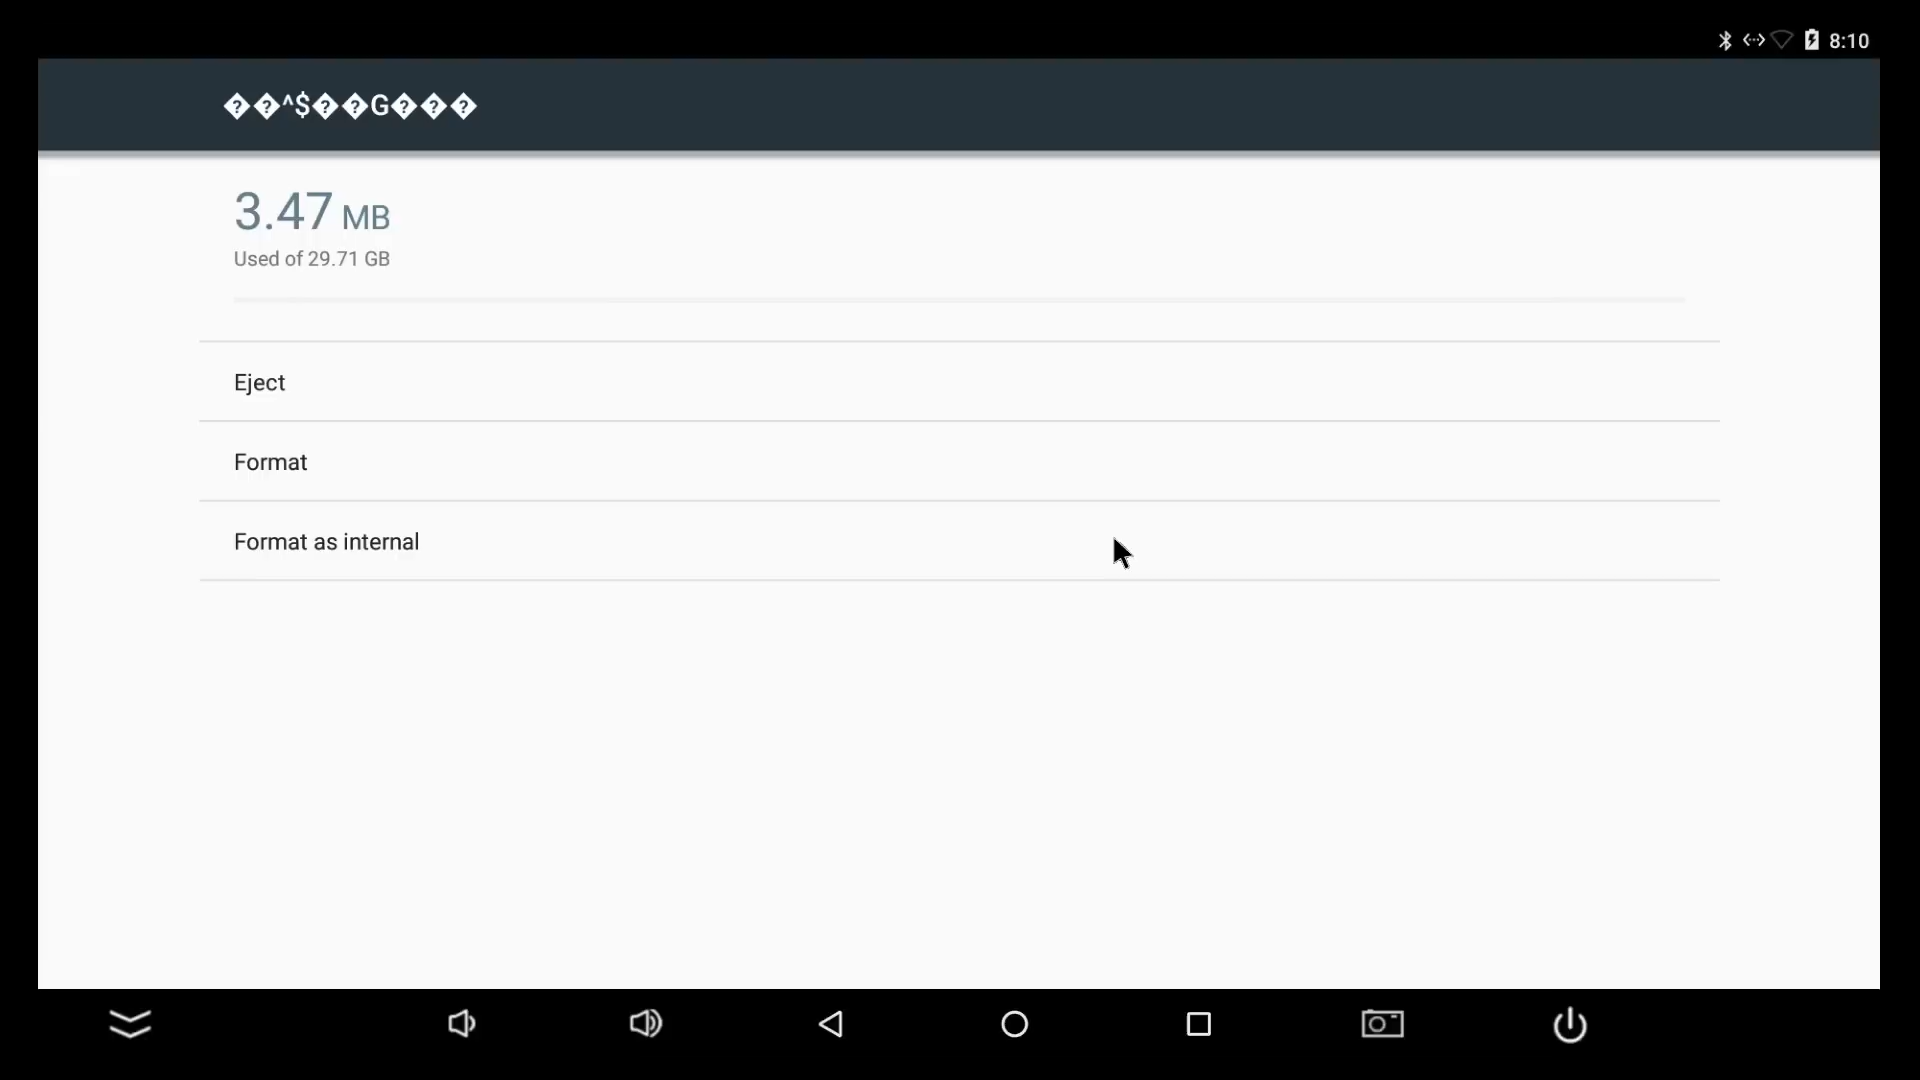 8:10
��^$��G���
3.47 MB
Used of 29.71 GB
Eject
Format
Format as internal